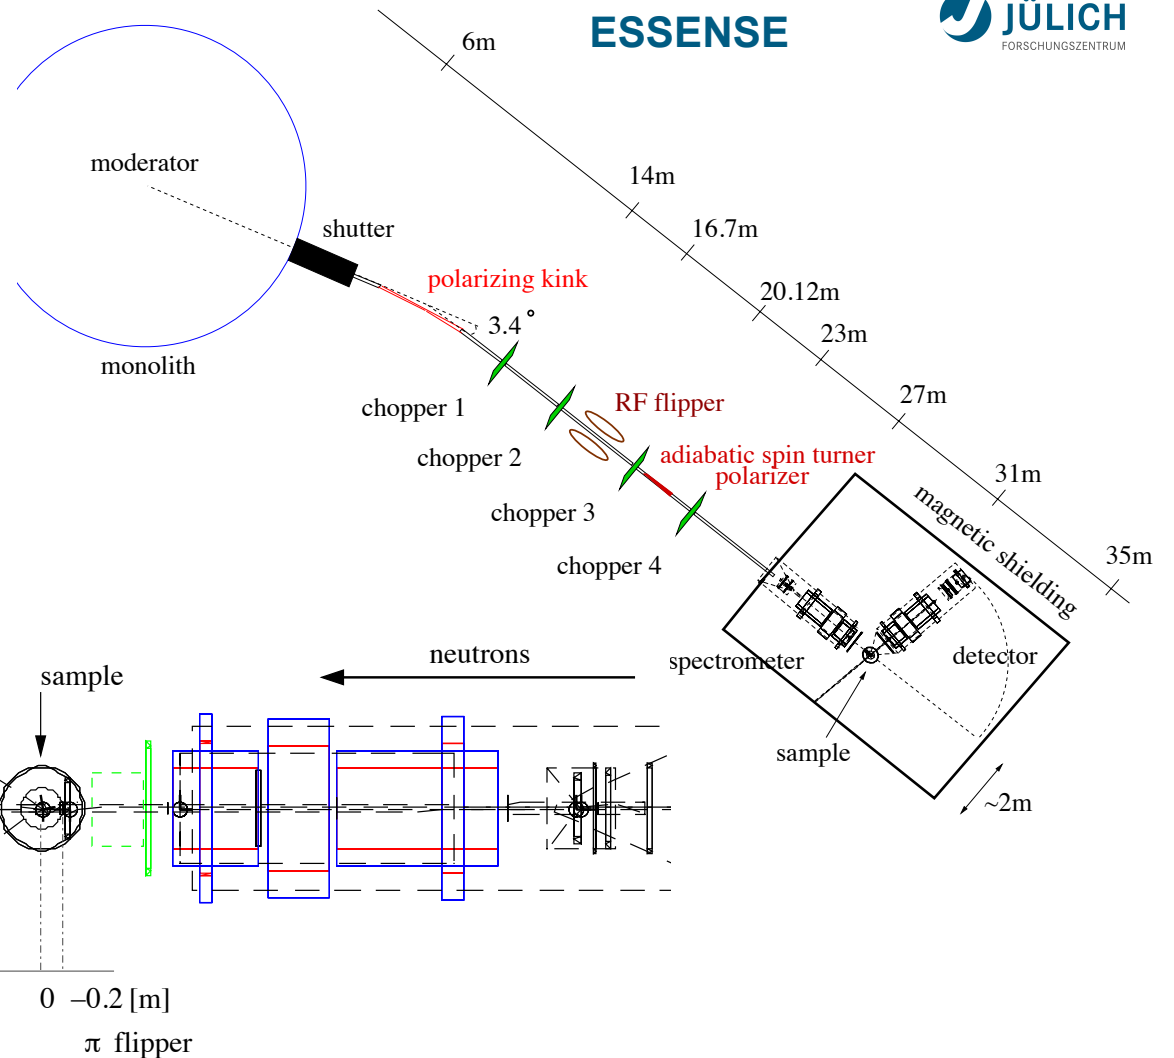 ESSENSE
JÜLICH
FORSCHUNGSZENTRUM
6m
14m
moderator
16.7m
shutter
polarizing kink
20.12m
3.4°
23m
monolith
chopper 1
RF flipper
27m
chopper 2
adiabatic spin turner
polarizer
31m
chopper 3
magnetic shielding
chopper 4
35m
spectrometer
detector
neutrons
sample
sample
~2m
0 –0.2 [m]
π flipper